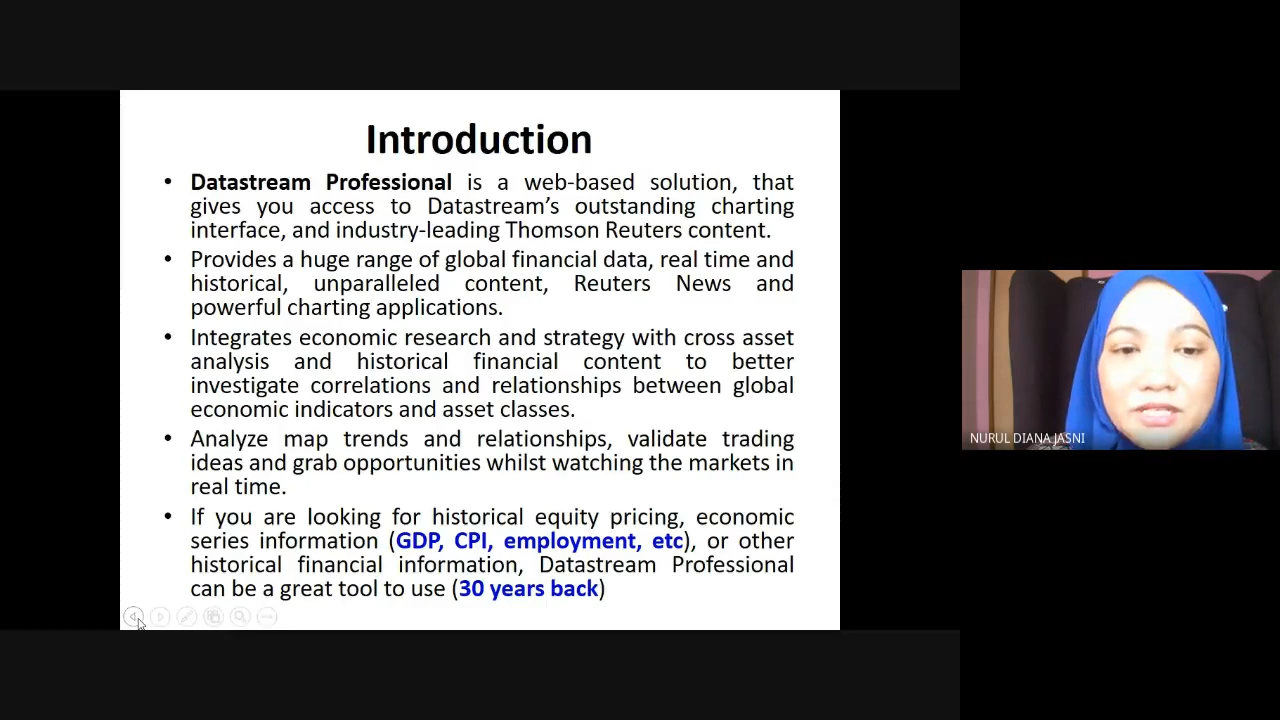 Introduction
• Datastream Professional is a web-based solution, that
gives you access to Datastream’s outstanding charting
interface, and industry-leading Thomson Reuters content.
• Provides a huge range of global financial data, real time and
historical, unparalleled content, Reuters News and
powerful charting applications.
• Integrates economic research and strategy with cross asset
analysis and historical financial content to better
investigate correlations and relationships between global
economic indicators and asset classes.
• Analyze map trends and relationships, validate trading
ideas and grab opportunities whilst watching the markets in
real time.
• If you are looking for historical equity pricing, economic
series information (GDP, CPI, employment, etc), or other
historical financial information, Datastream Professional
can be a great tool to use (30 years back)
NURUL DIANA JASNI